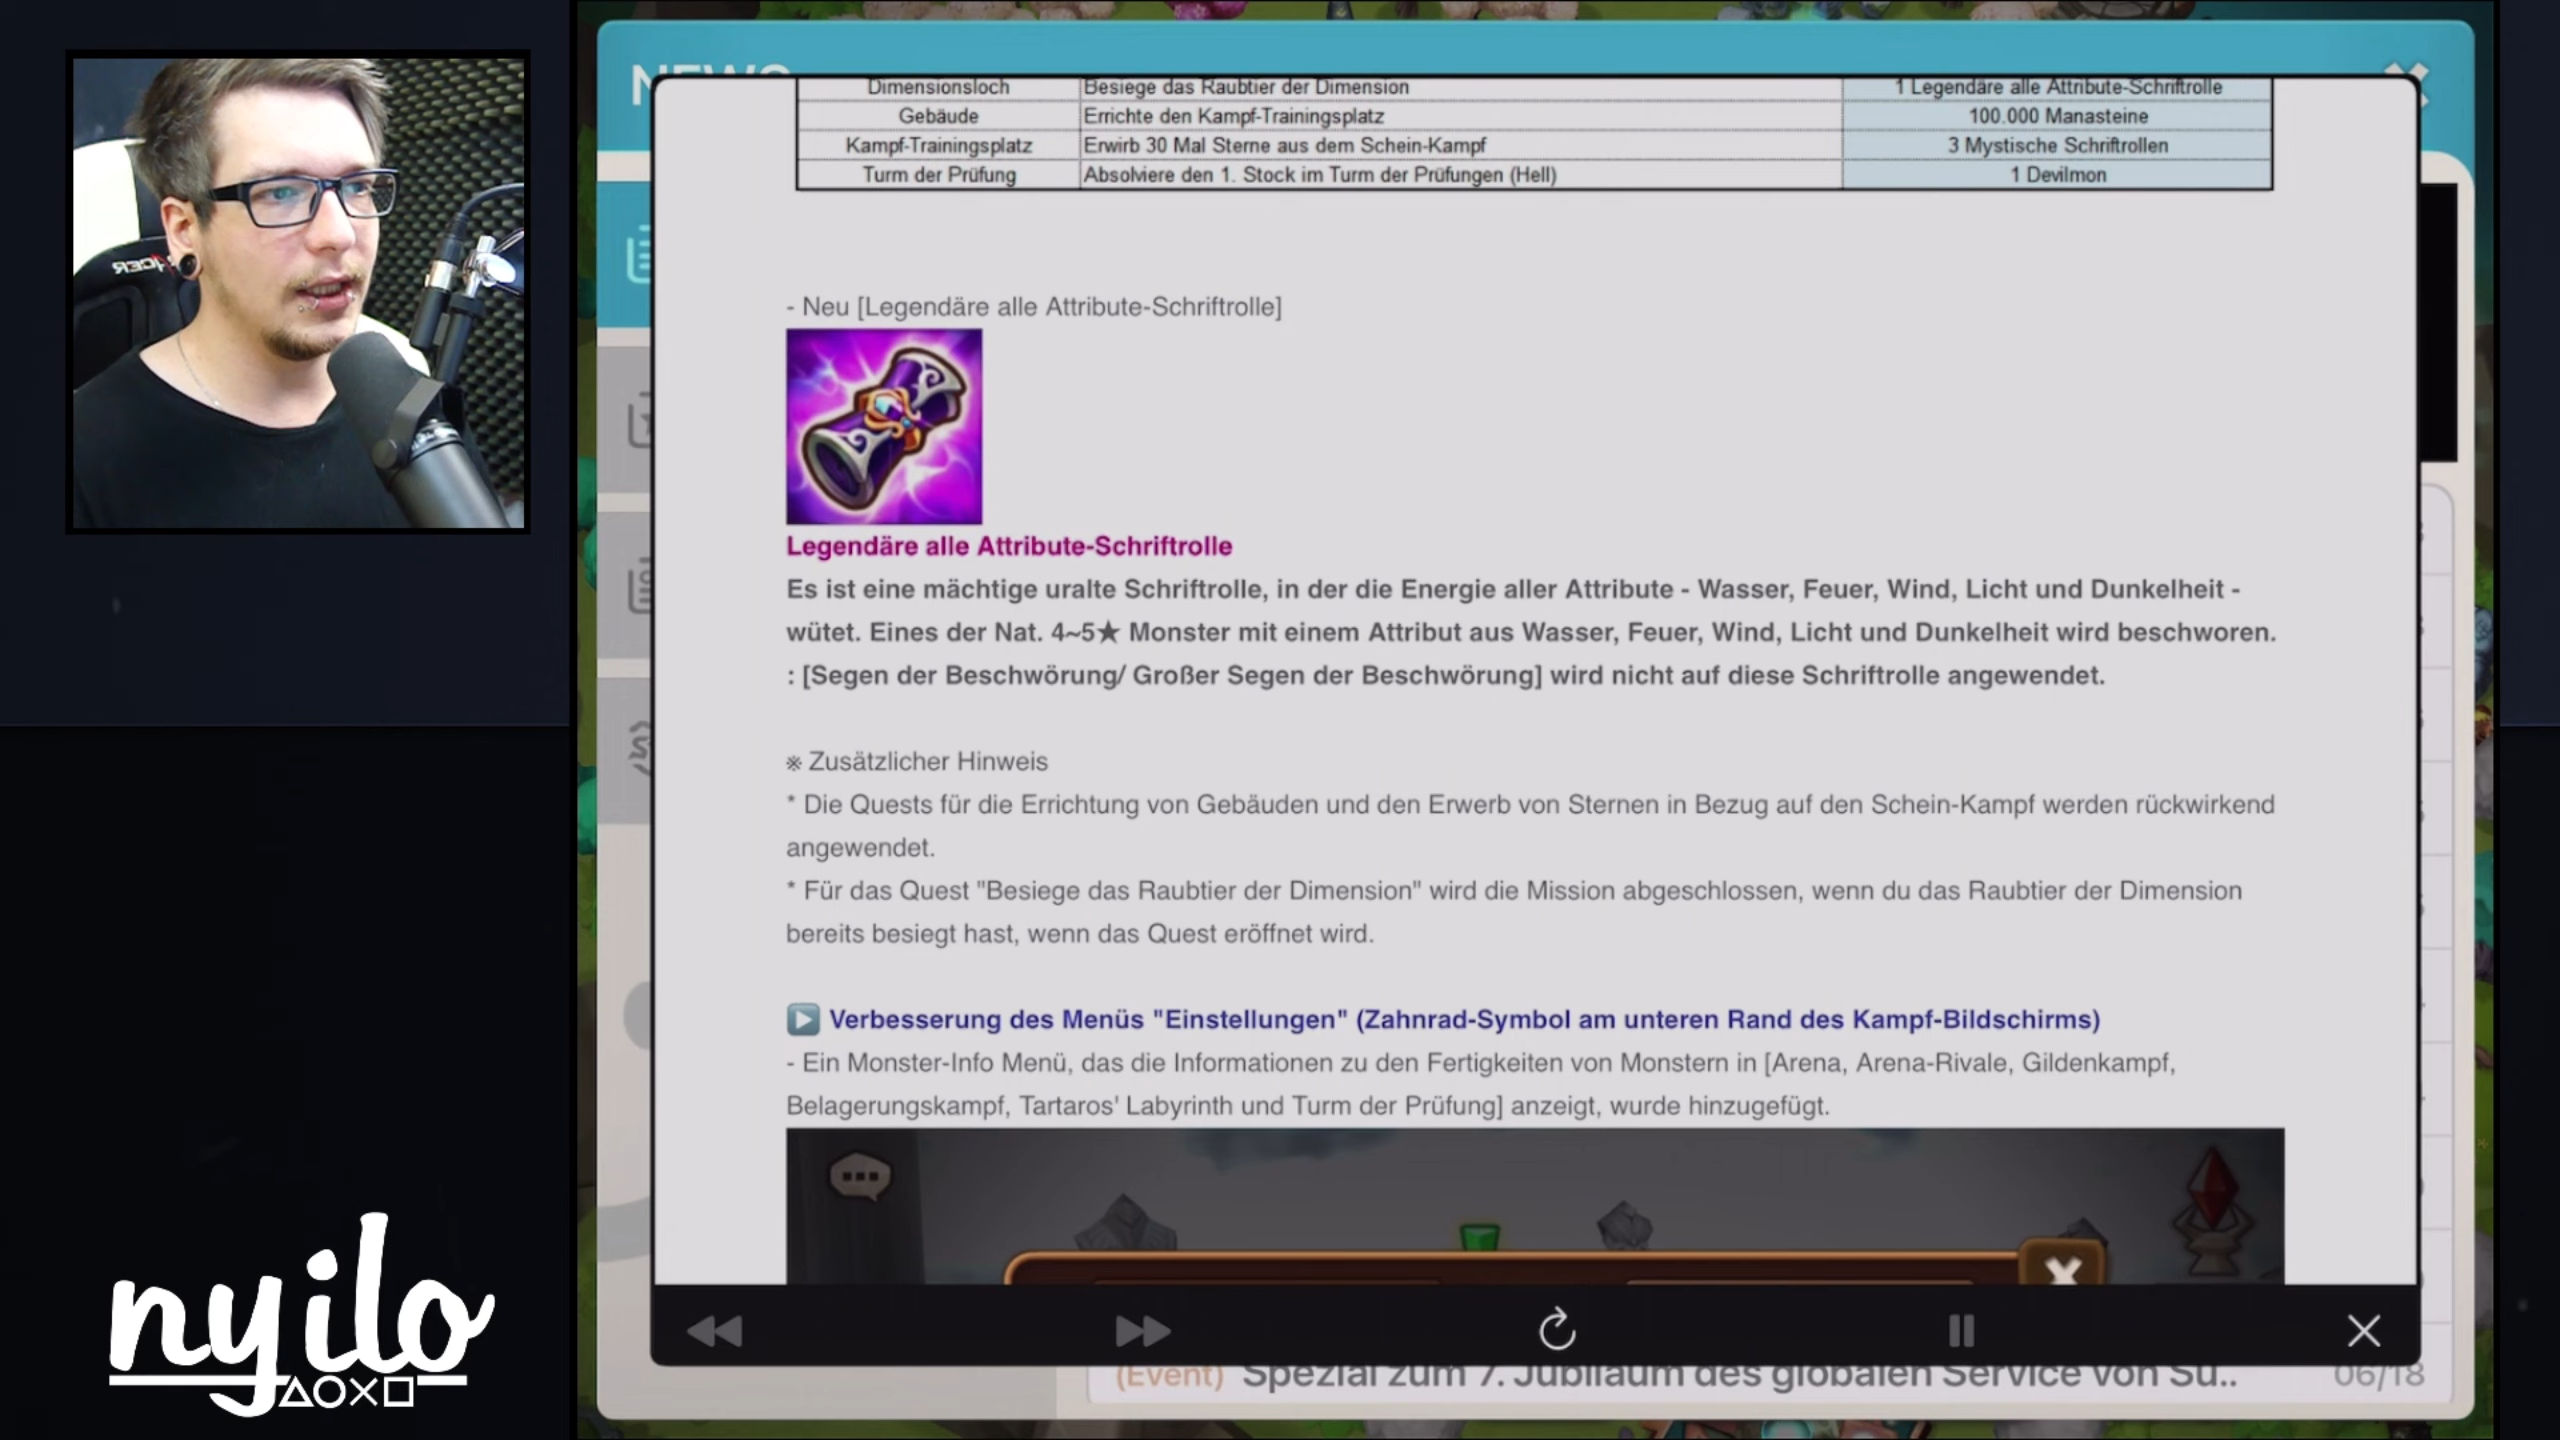 NEWS
Dimensionsloch Besiege das Raubtier der Dimension 1 Legendäre alle Attribute-Schriftrolle
Gebäude Errichte den Kampf-Trainingsplatz 100.000 Manasteine
Kampf-Trainingsplatz Erwirb 30 Mal Sterne aus dem Schein-Kampf 3 Mystische Schriftrollen
Turm der Prüfung Absolviere den 1. Stock im Turm der Prüfungen (Hell) 1 Devilmon
- Neu [Legendäre alle Attribute-Schriftrolle]
Legendäre alle Attribute-Schriftrolle
Es ist eine mächtige uralte Schriftrolle, in der die Energie aller Attribute - Wasser, Feuer, Wind, Licht und Dunkelheit -
wütet. Eines der Nat. 4~5★ Monster mit einem Attribut aus Wasser, Feuer, Wind, Licht und Dunkelheit wird beschworen.
: [Segen der Beschwörung/ Großer Segen der Beschwörung] wird nicht auf diese Schriftrolle angewendet.
※ Zusätzlicher Hinweis
* Die Quests für die Errichtung von Gebäuden und den Erwerb von Sternen in Bezug auf den Schein-Kampf werden rückwirkend
angewendet.
* Für das Quest "Besiege das Raubtier der Dimension" wird die Mission abgeschlossen, wenn du das Raubtier der Dimension
bereits besiegt hast, wenn das Quest eröffnet wird.
Verbesserung des Menüs "Einstellungen" (Zahnrad-Symbol am unteren Rand des Kampf-Bildschirms)
- Ein Monster-Info Menü, das die Informationen zu den Fertigkeiten von Monstern in [Arena, Arena-Rivale, Gildenkampf,
Belagerungskampf, Tartaros' Labyrinth und Turm der Prüfung] anzeigt, wurde hinzugefügt.
(Event) Spezial zum 7. Jubiläum des globalen Service von Su.. 06/18
nyilo